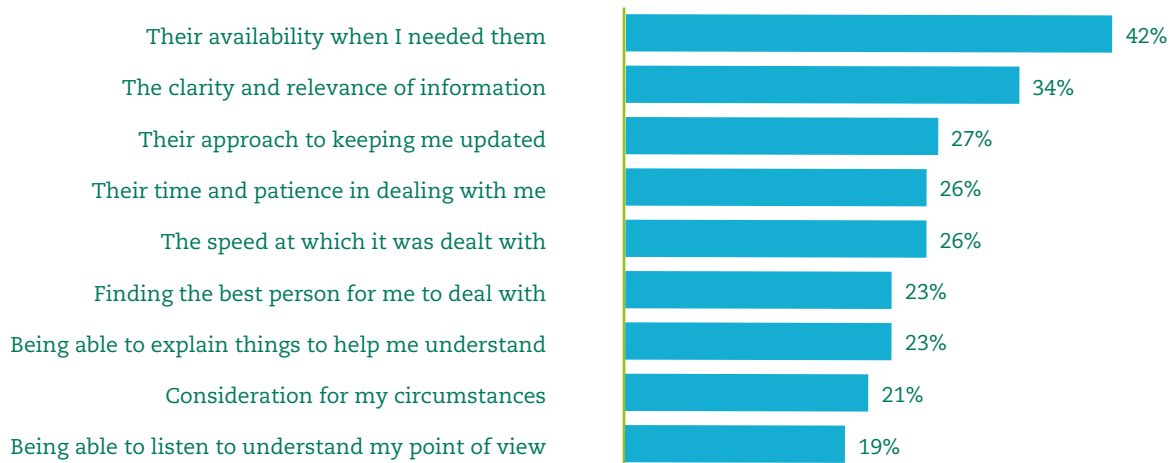 Their availability when I needed them 42%
The clarity and relevance of information 34%
Their approach to keeping me updated 27%
Their time and patience in dealing with me 26%
The speed at which it was dealt with 26%
Finding the best person for me to deal with 23%
Being able to explain things to help me understand 23%
Consideration for my circumstances 21%
Being able to listen to understand my point of view 19%